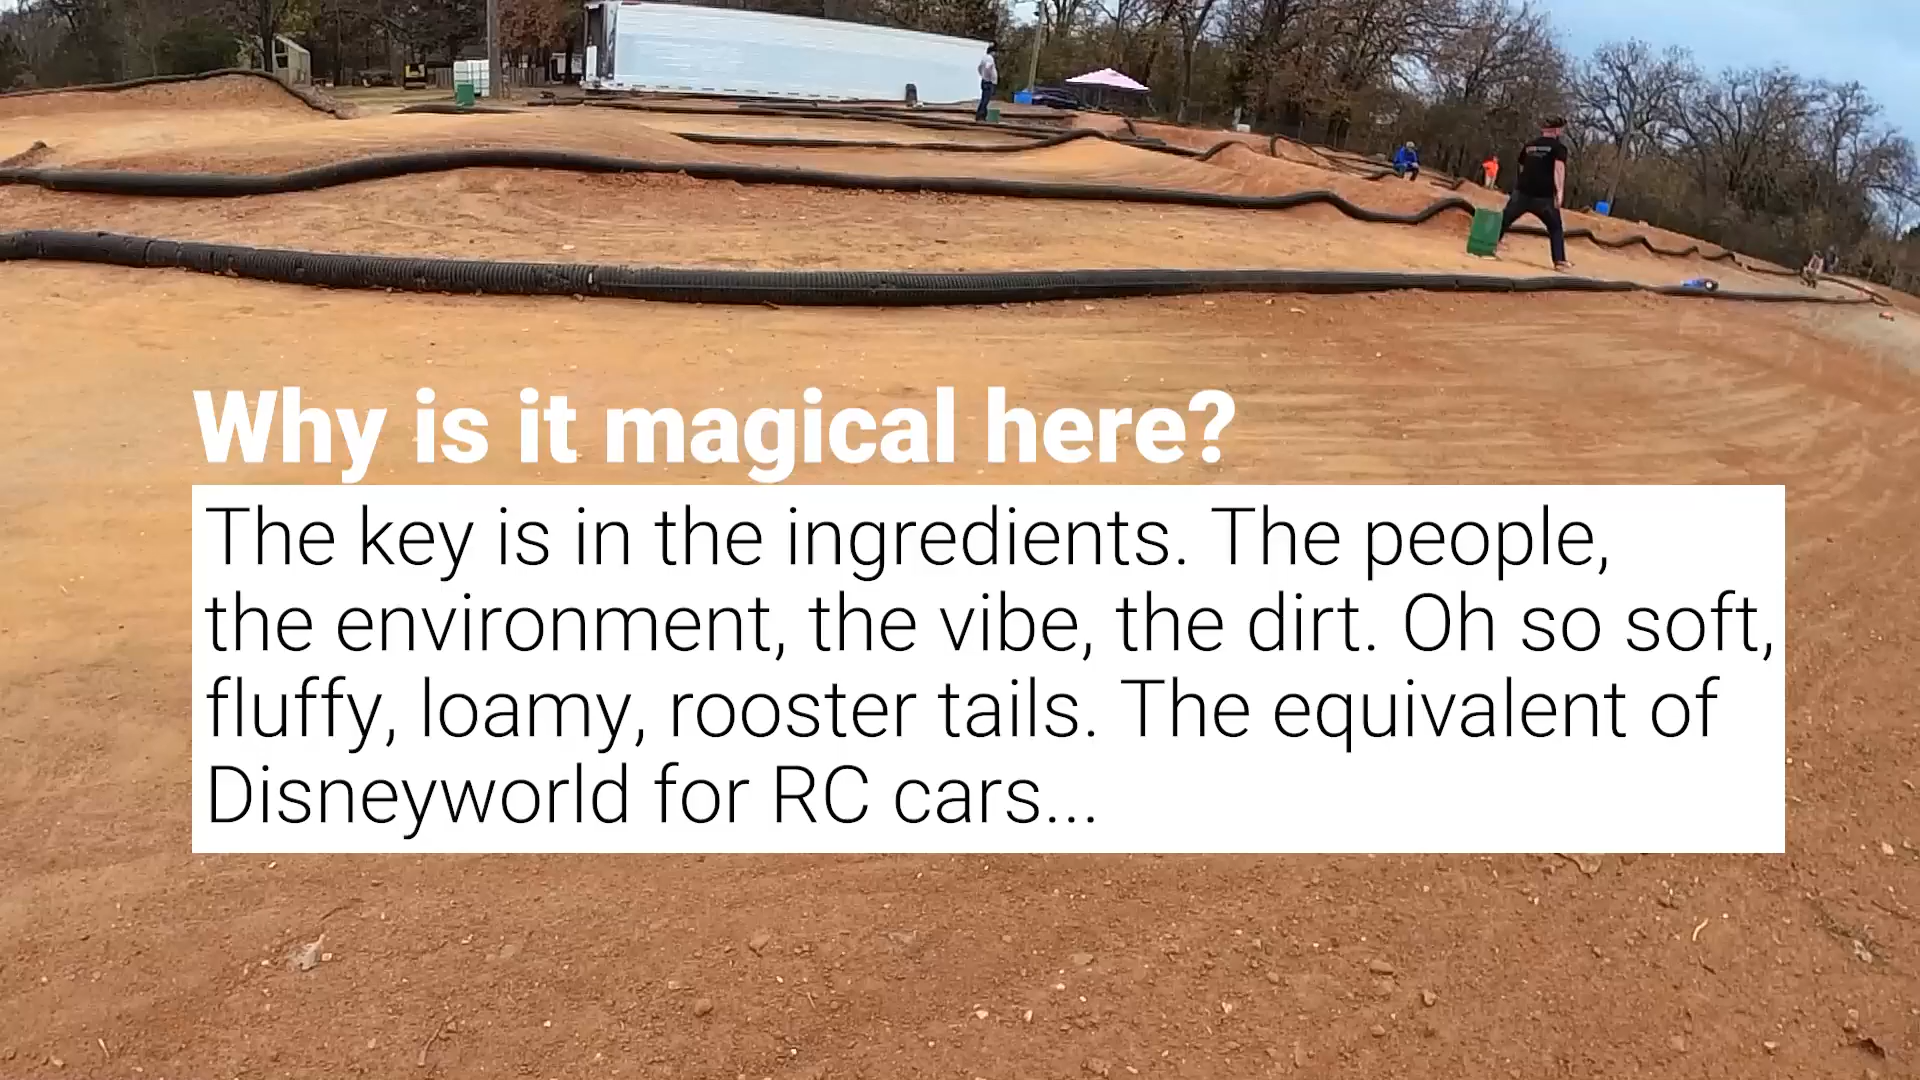 Why is it magical here?
The key is in the ingredients. The people,
the environment, the vibe, the dirt. Oh so soft,
fluffy, loamy, rooster tails. The equivalent of
Disneyworld for RC cars...